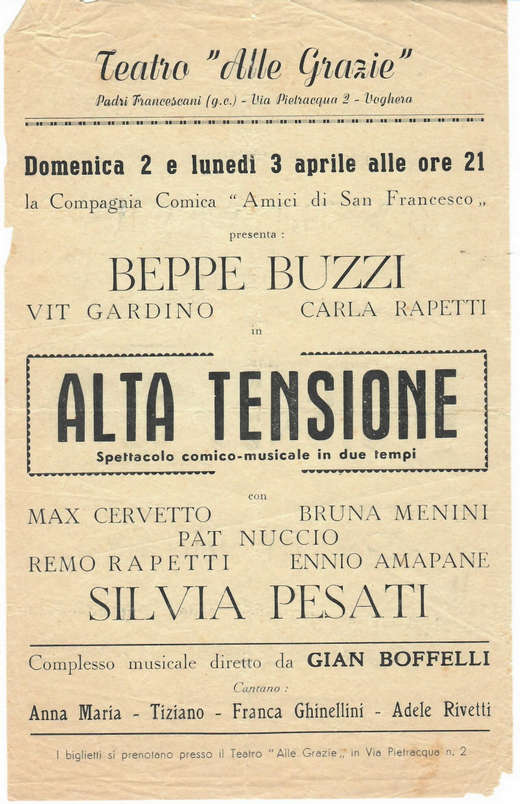 Teatro "Alle Grazie"
Padri Francescani (g.c.) - Via Pietracqua 2 - Voghera
Domenica 2 e lunedì 3 aprile alle ore 21
la Compagnia Comica "Amici di San Francesco„
presenta :
BEPPE BUZZI
VIT GARDINO CARLA RAPETTI
in
ALTA TENSIONE
Spettacolo comico-musicale in due tempi
con
MAX CERVETTO BRUNA MENINI
PAT NUCCIO
REMO RAPETTI ENNIO AMAPANE
SILVIA PESATI
Complesso musicale diretto da GIAN BOFFELLI
Cantano :
Anna Maria - Tiziano - Franca Ghinellini - Adele Rivetti
I biglietti si prenotano presso il Teatro "Alle Grazie„ in Via Pietracqua n. 2